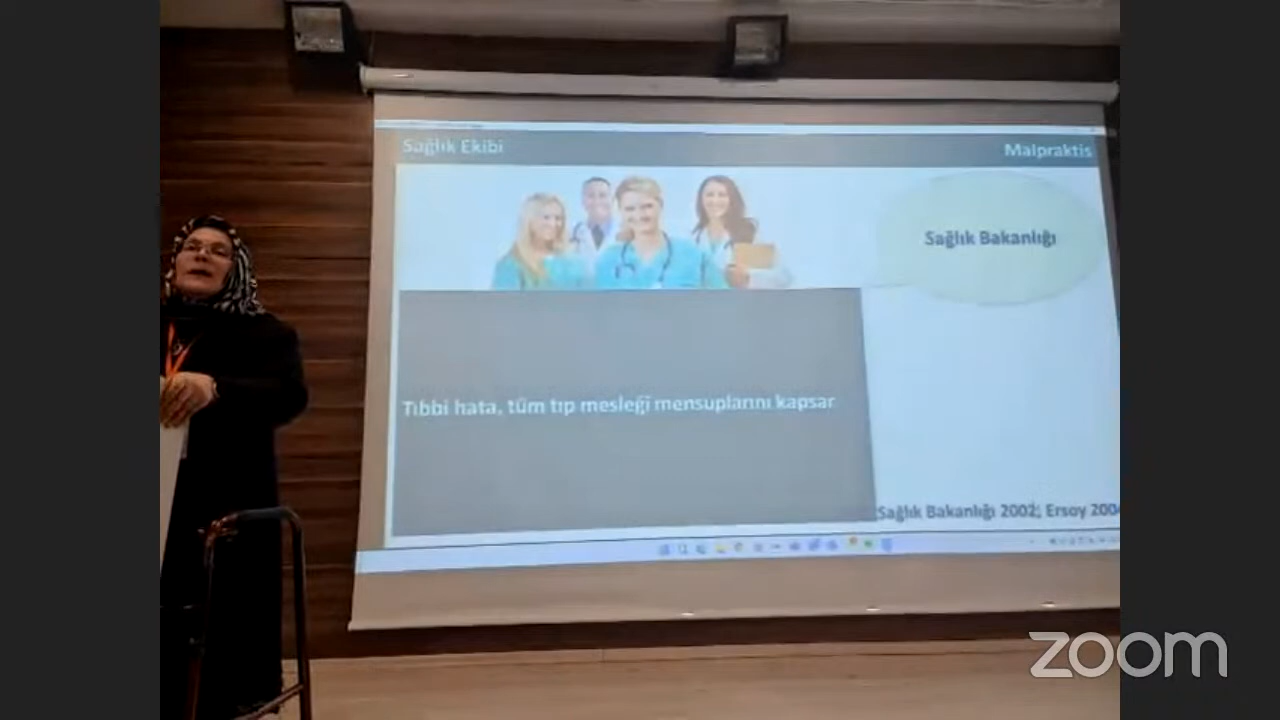 Sağlık Ekibi
Malpraktis
Sağlık Bakanlığı
Tıbbi hata, tüm tıp mesleği mensuplarını kapsar
Sağlık Bakanlığı 2002; Ersoy
zoom